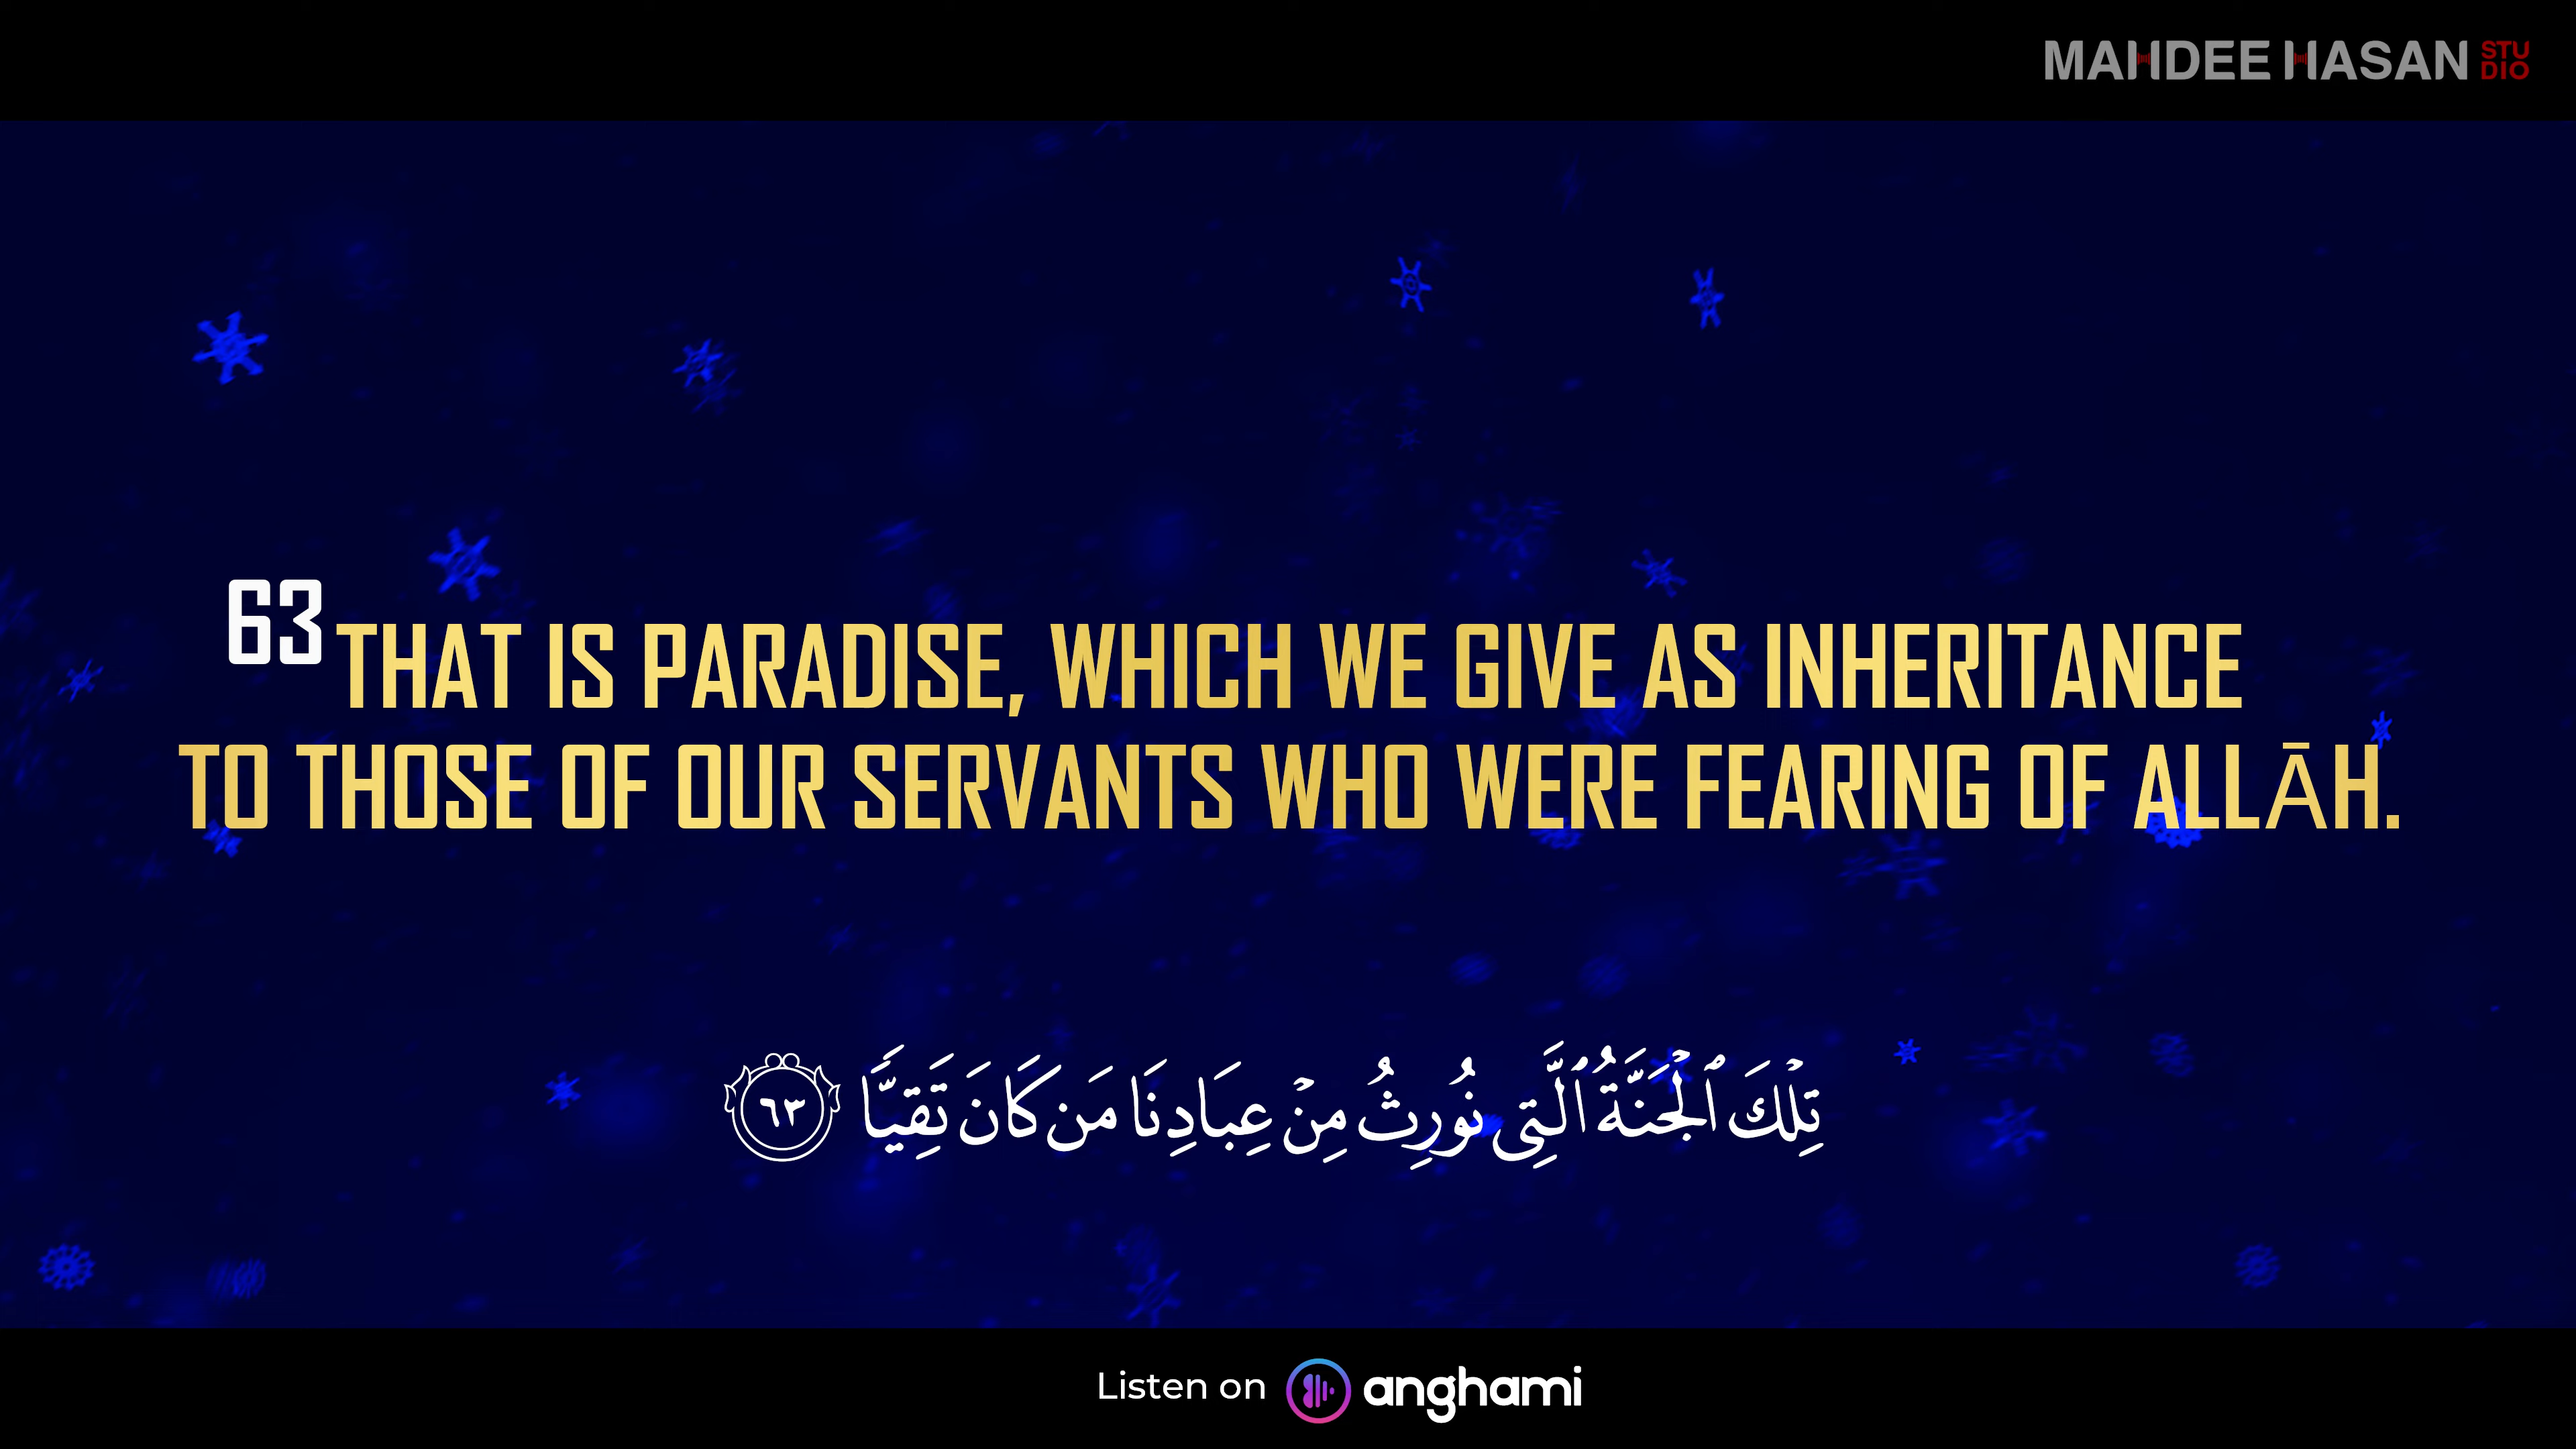 MAHDEE HASAN STUDIO
63 THAT IS PARADISE, WHICH WE GIVE AS INHERITANCE
TO THOSE OF OUR SERVANTS WHO WERE FEARING OF ALLĀH.
تِلْكَ ٱلْجَنَّةُ ٱلَّتِى نُورِثُ مِنْ عِبَادِنَا مَن كَانَ تَقِيًّا ٦٣
Listen on anghami